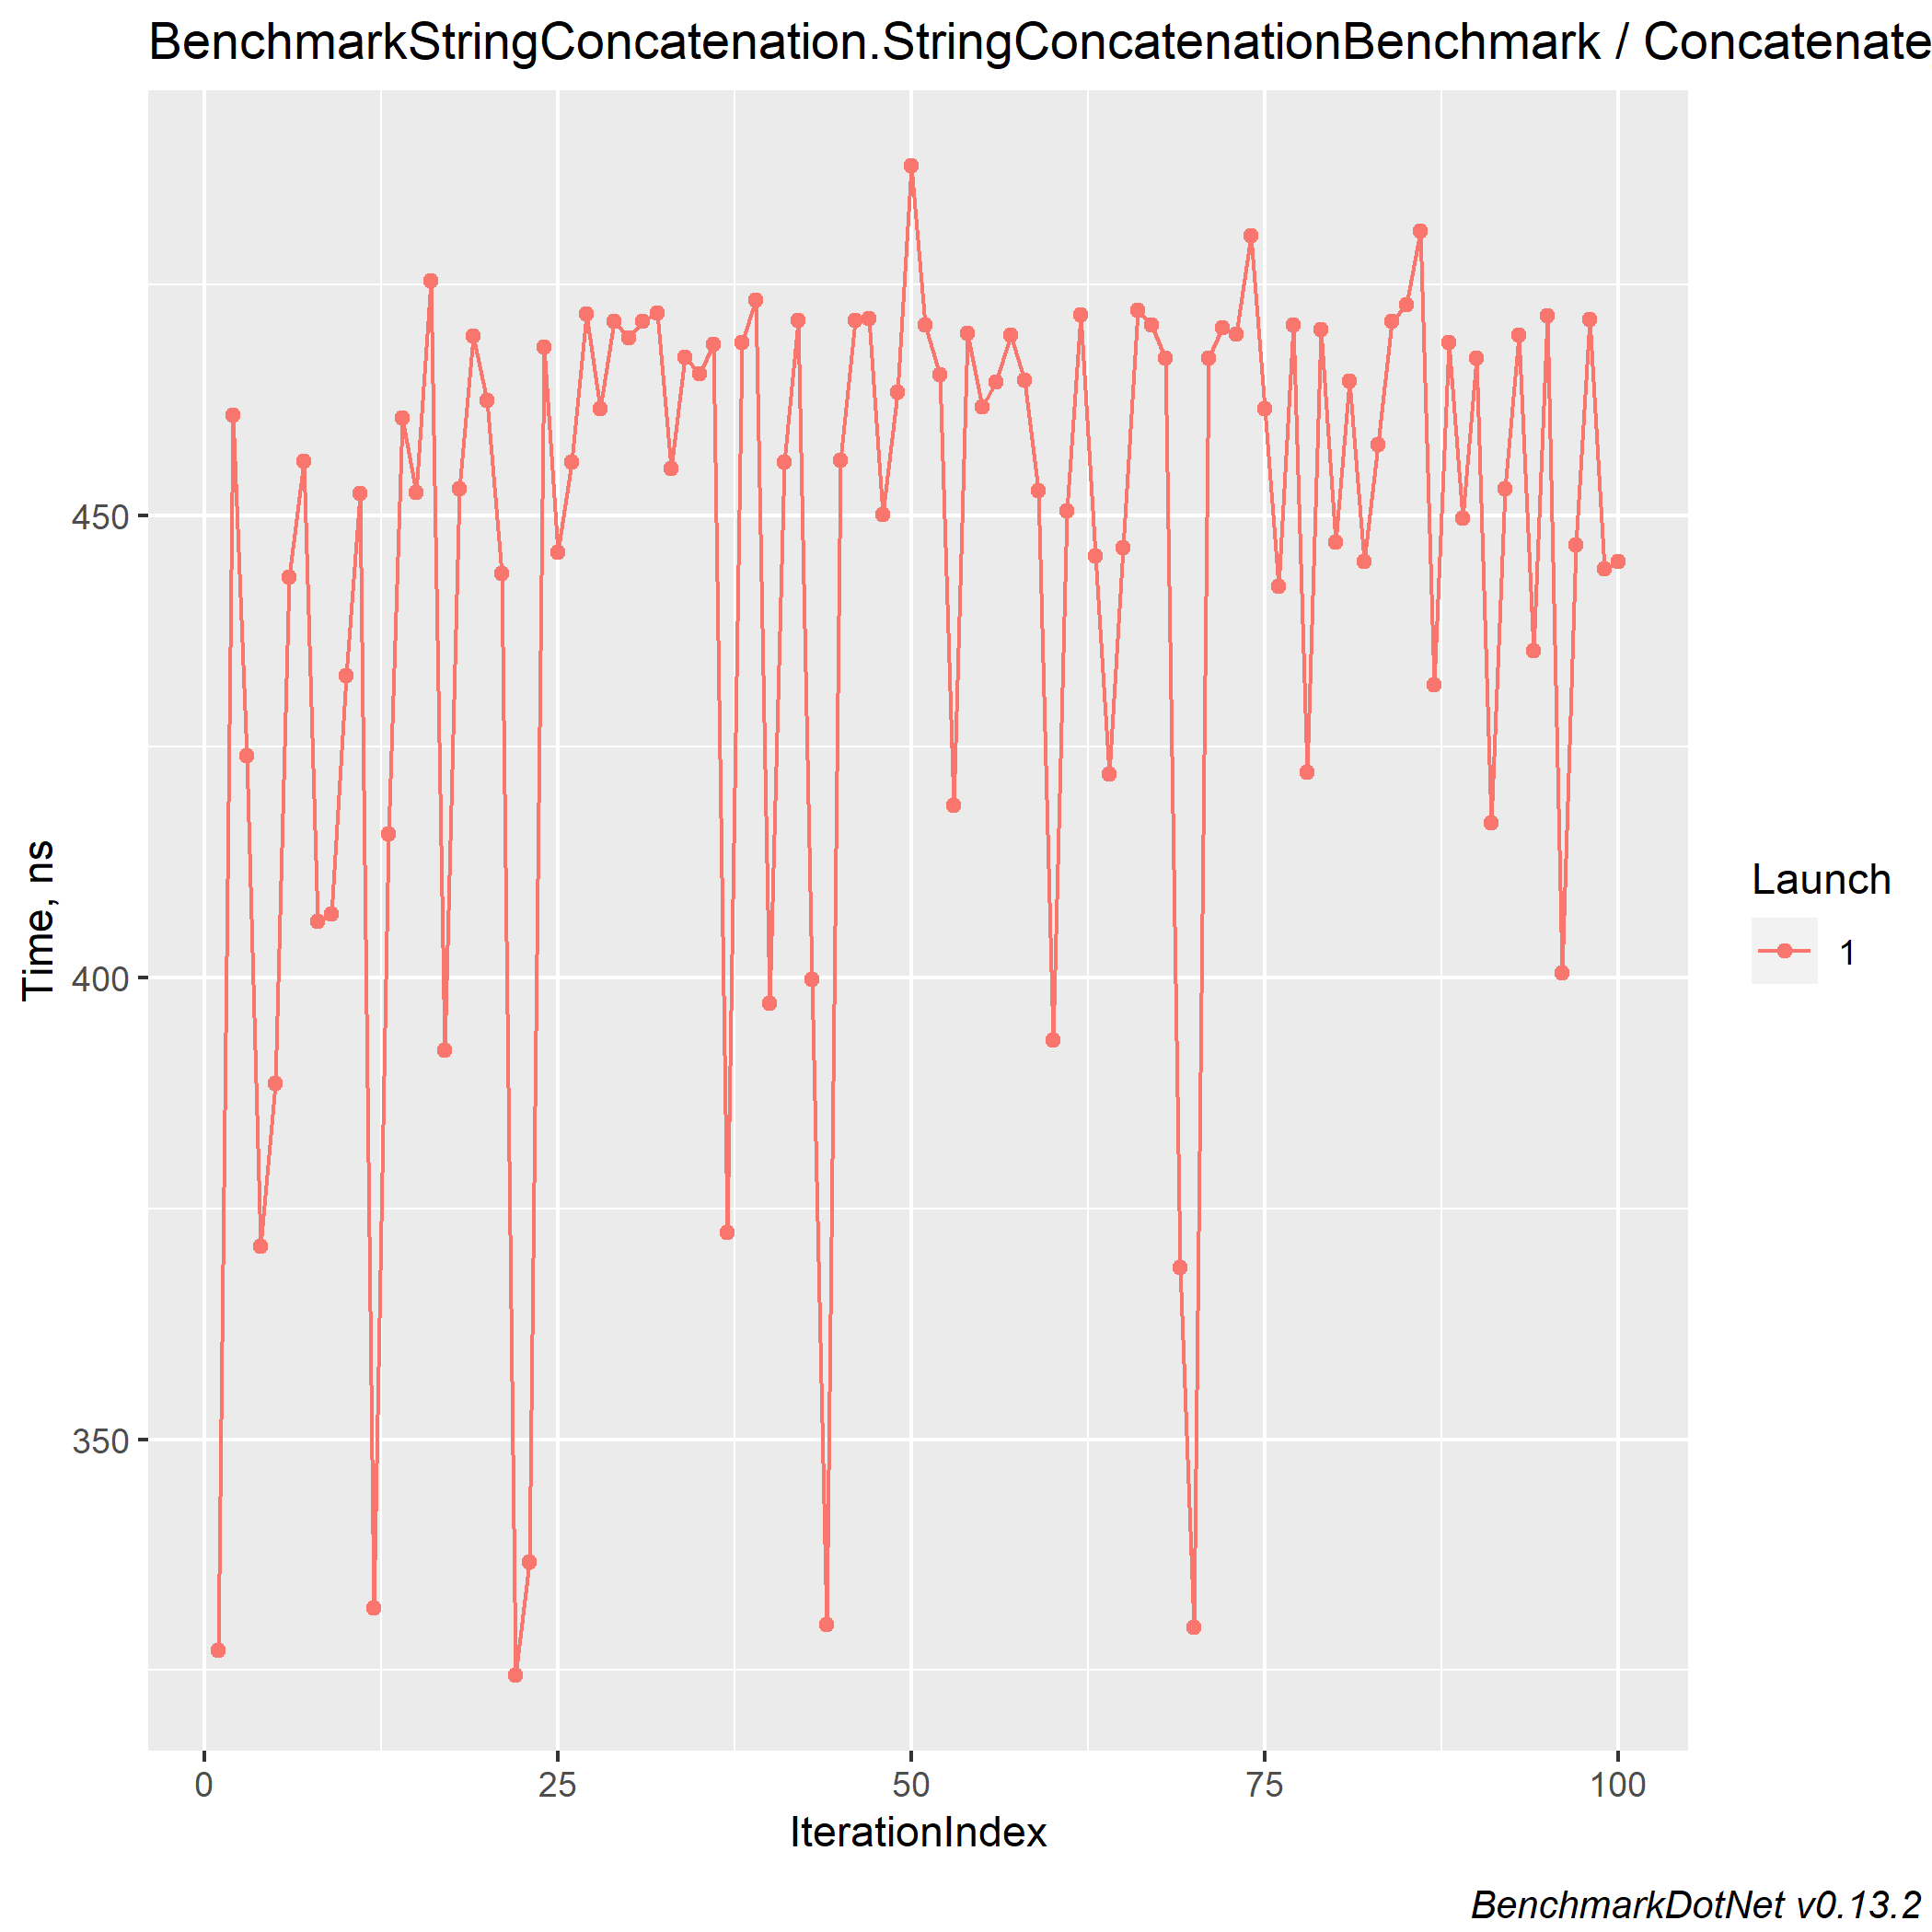 BenchmarkStringConcatenation.StringConcatenationBenchmark / Concatenate
Time, ns
450
400
350
0 25 50 75 100
IterationIndex
Launch
1
BenchmarkDotNet v0.13.2